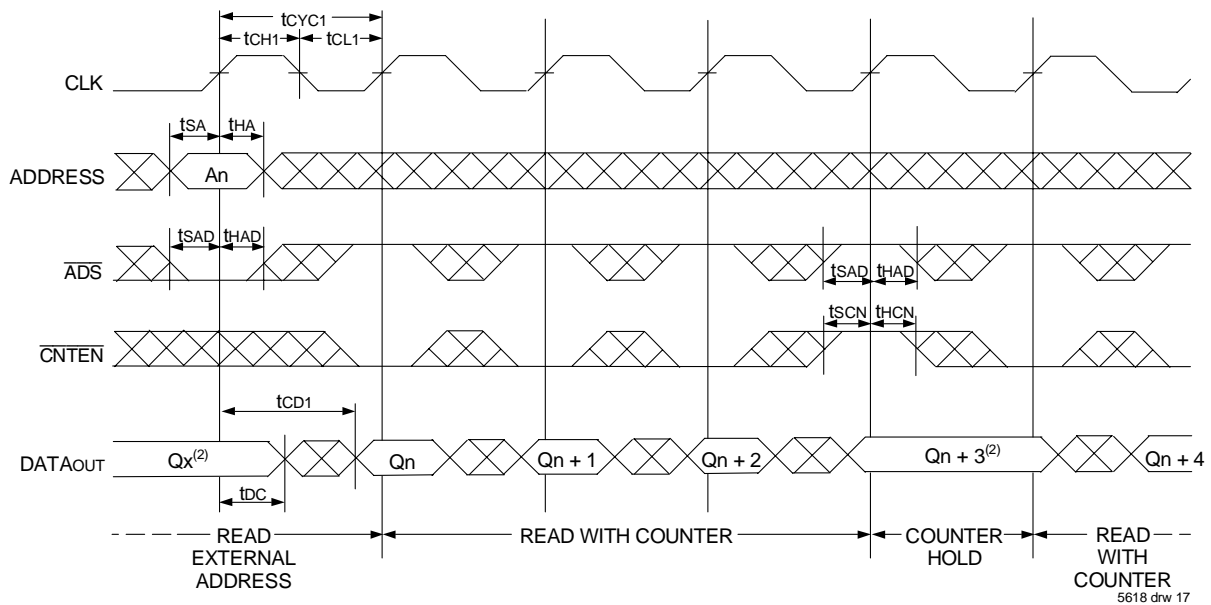 tCYC1
tCH1 tCL1
CLK
tSA tHA
ADDRESS An
tSAD tHAD
ADS
tSAD tHAD
tSCN tHCN
CNTEN
tCD1
DATAOUT Qx(2) Qn Qn + 1 Qn + 2 Qn + 3(2) Qn + 4
tDC
READ EXTERNAL ADDRESS
READ WITH COUNTER
COUNTER HOLD
READ WITH COUNTER
5618 drw 17